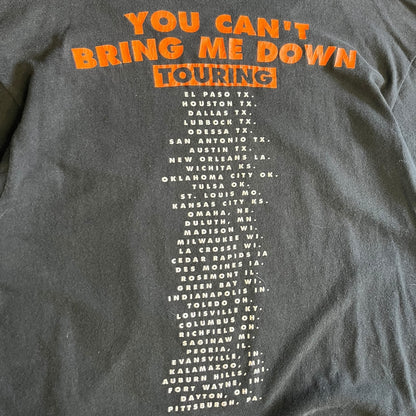 YOU CAN'T
BRING ME DOWN
TOURING
EL PASO TX.
HOUSTON TX.
DALLAS TX.
LUBBOCK TX.
ODESSA TX.
SAN ANTONIO TX.
AUSTIN TX.
NEW ORLEANS LA.
WICHITA KS.
OKLAHOMA CITY OK.
TULSA OK.
ST. LOUIS MO.
KANSAS CITY KS.
OMAHA, NE.
DULUTH, MN.
MADISON WI.
MILWAUKEE WI.
LA CROSSE WI.
CEDAR RAPIDS IA
DES MOINES IA.
ROSEMONT IL.
GREEN BAY WI.
INDIANAPOLIS IN.
TOLEDO OH.
LOUISVILLE KY.
COLUMBUS OH.
RICHFIELD OH.
SAGINAW MI.
PEORIA, IL.
EVANSVILLE, IN.
KALAMAZOO, MI.
AUBURN HILLS, MI.
FORT WAYNE, IN.
DAYTON, OH.
PITTSBURGH, PA.